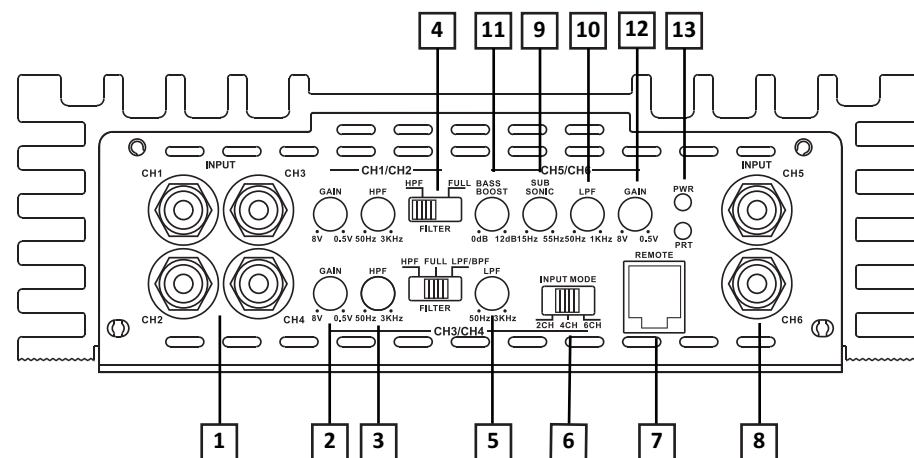 4 11 9 10 12 13
INPUT CH1/CH2 CH5/CH6 INPUT
CH1 CH3 CH5
GAIN HPF HPF FULL BASS BOOST SUB SONIC LPF GAIN PWR
FILTER
8V 0.5V 50Hz 3KHz 0dB 12dB 15Hz 55Hz 50Hz 1KHz 8V 0.5V PRT
REMOTE
GAIN HPF HPF FULL LPF/BPF LPF INPUT MODE
FILTER
CH2 CH4 8V 0.5V 50Hz 3KHz 50Hz 3KHz 2CH 4CH 6CH CH6
CH3/CH4
1 2 3 5 6 7 8